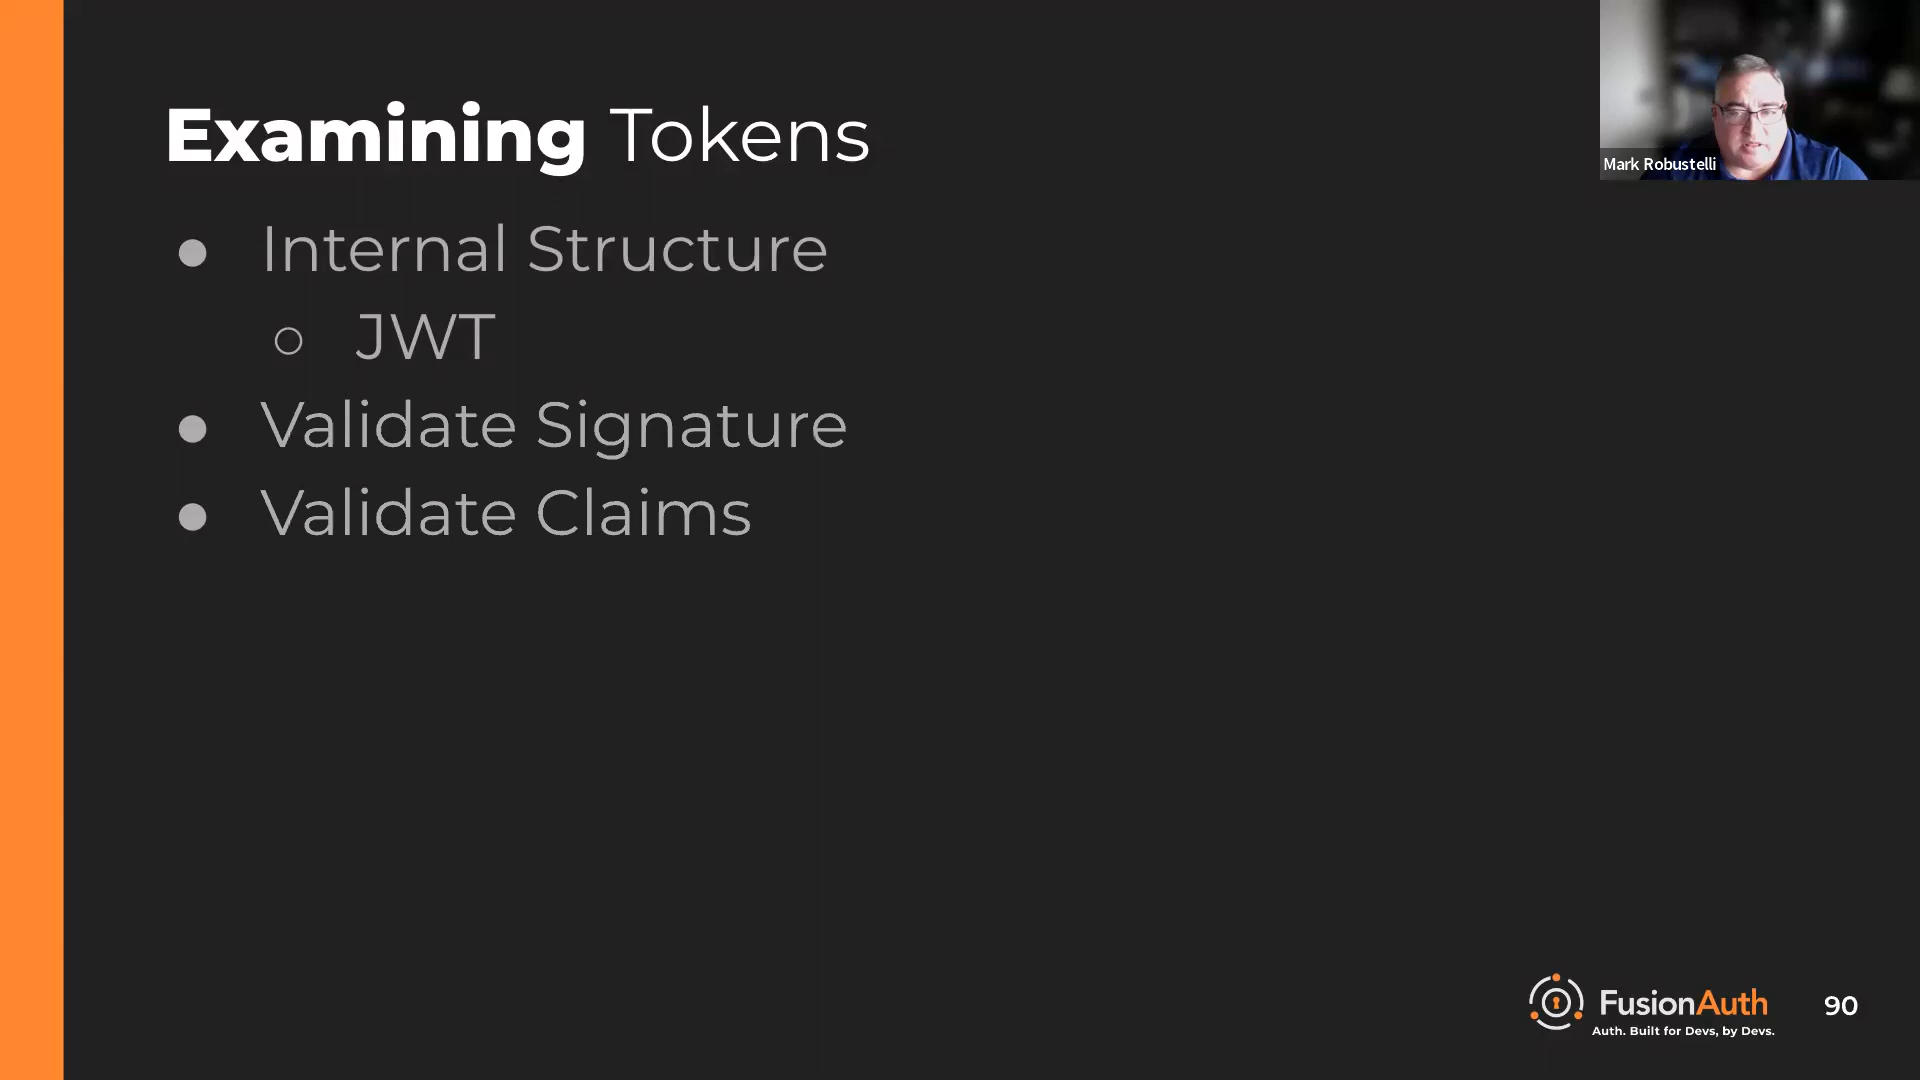 Examining Tokens
Mark Robustelli
● Internal Structure
○ JWT
● Validate Signature
● Validate Claims
FusionAuth
Auth. Built for Devs, by Devs.
90